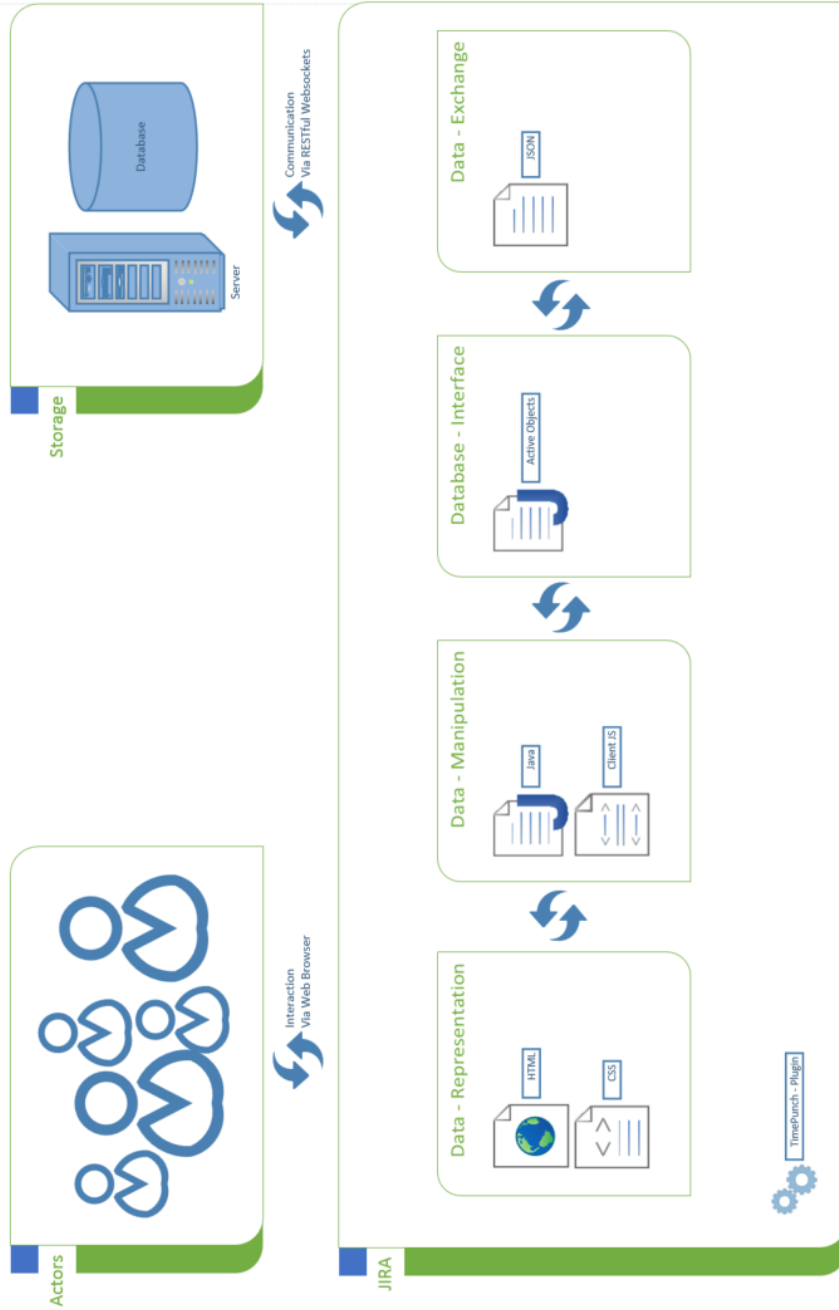 Actors
Storage
Server
Database
Interaction
Via Web Browser
Communication
Via RESTful Websockets
JIRA
Data - Representation
HTML
CSS
Data - Manipulation
Java
Client JS
Database - Interface
Active Objects
Data - Exchange
JSON
TimePunch - Plugin